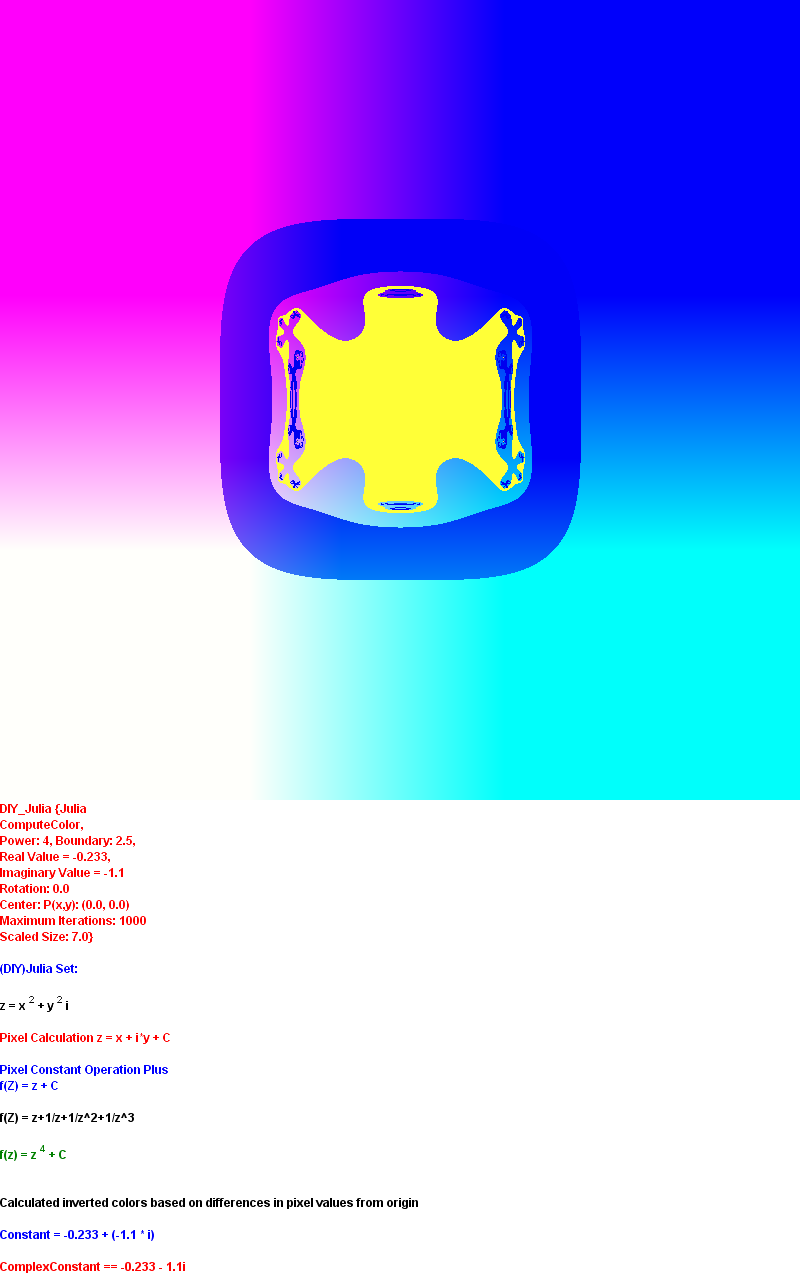 DIY_Julia {Julia
ComputeColor,
Power: 4, Boundary: 2.5,
Real Value = -0.233,
Imaginary Value = -1.1
Rotation: 0.0
Center: P(x,y): (0.0, 0.0)
Maximum Iterations: 1000
Scaled Size: 7.0}
(DIY)Julia Set:
z = x 2 + y 2 i
Pixel Calculation z = x + i*y + C
Pixel Constant Operation Plus
f(Z) = z + C
f(Z) = z+1/z+1/z^2+1/z^3
f(z) = z 4 + C
Calculated inverted colors based on differences in pixel values from origin
Constant = -0.233 + (-1.1 * i)
ComplexConstant == -0.233 - 1.1i